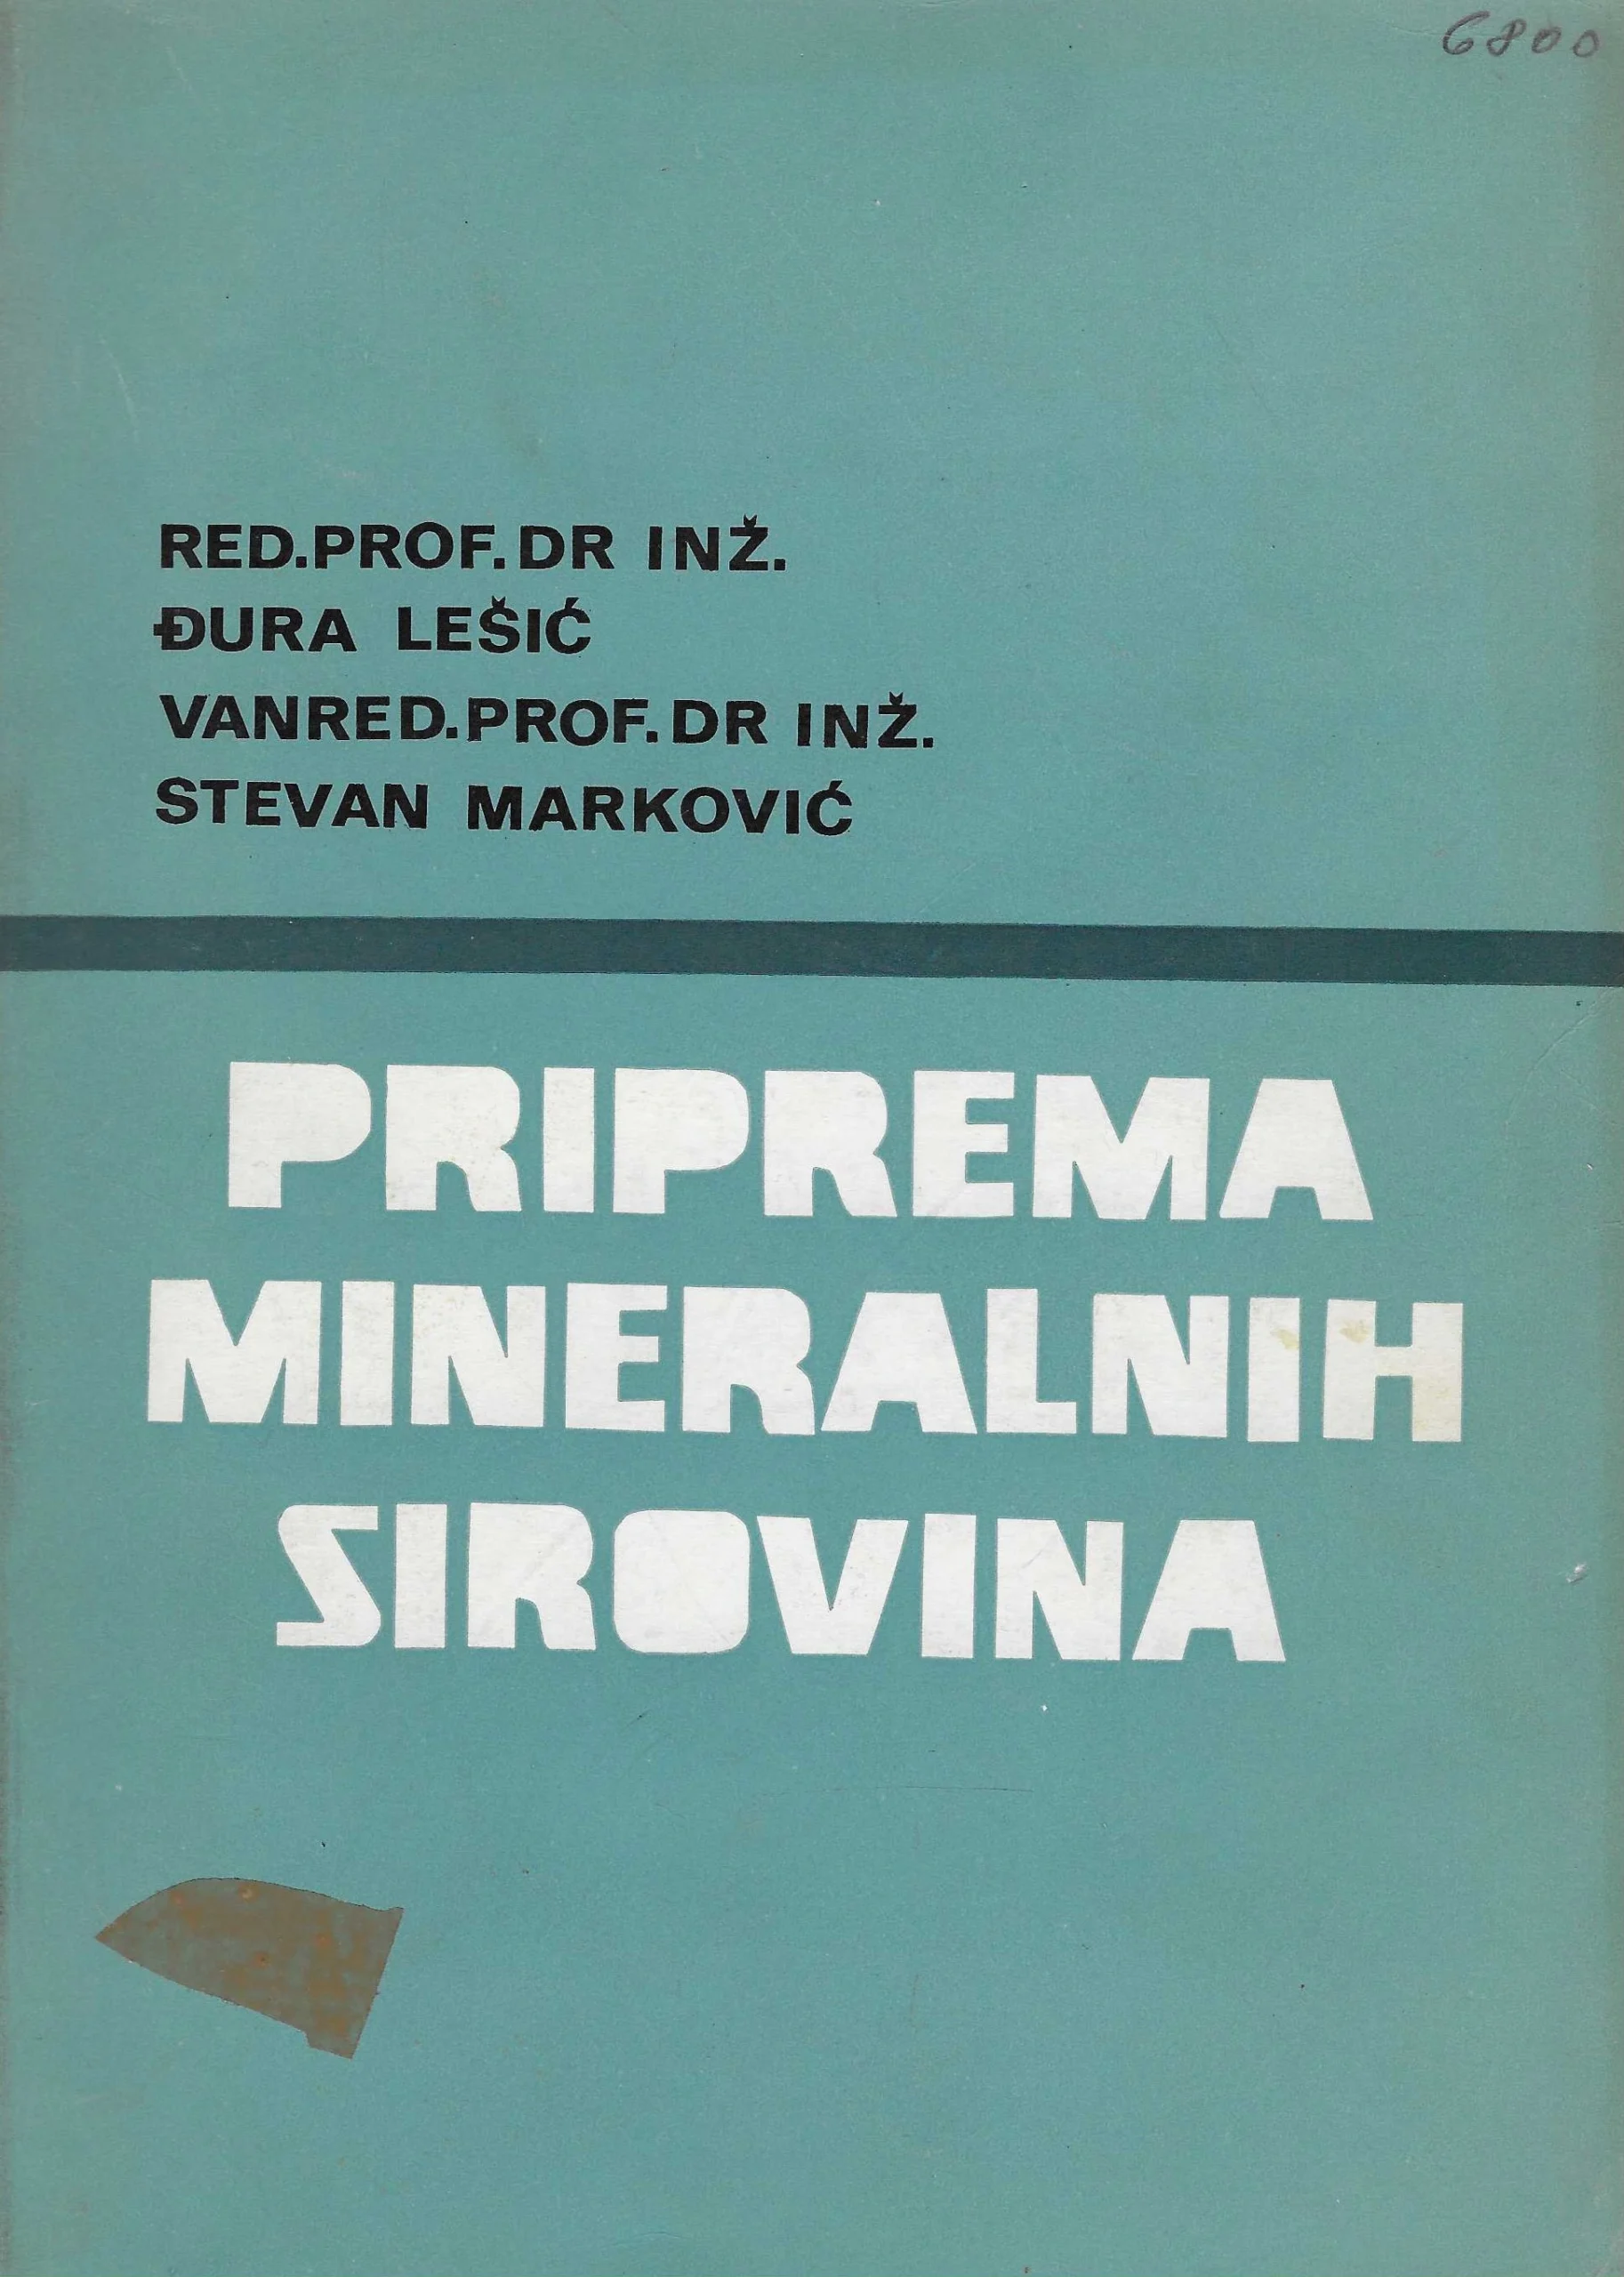 6800
RED.PROF.DR INŽ.
ĐURA LEŠIĆ
VANRED.PROF.DR INŽ.
STEVAN MARKOVIĆ
PRIPREMA
MINERALNIH
SIROVINA